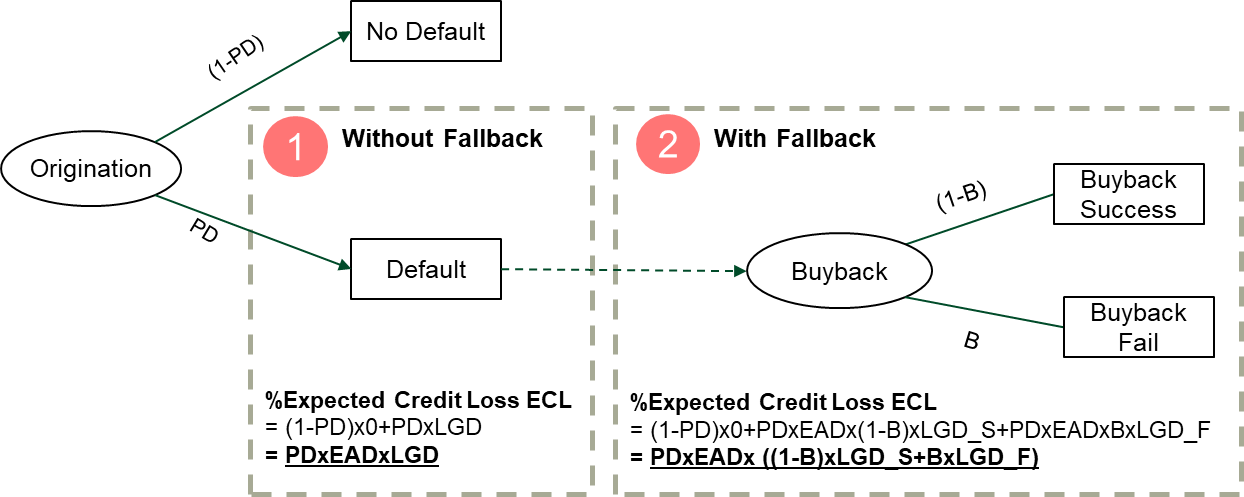 No Default
(1-PD)
Origination
PD
1
Without Fallback
Default
%Expected Credit Loss ECL
= (1-PD)x0+PDxLGD
= PDxEADxLGD
2
With Fallback
(1-B)
Buyback
Success
Buyback
B
Buyback
Fail
%Expected Credit Loss ECL
= (1-PD)x0+PDxEADx(1-B)xLGD_S+PDxEADxBxLGD_F
= PDxEADx ((1-B)xLGD_S+BxLGD_F)